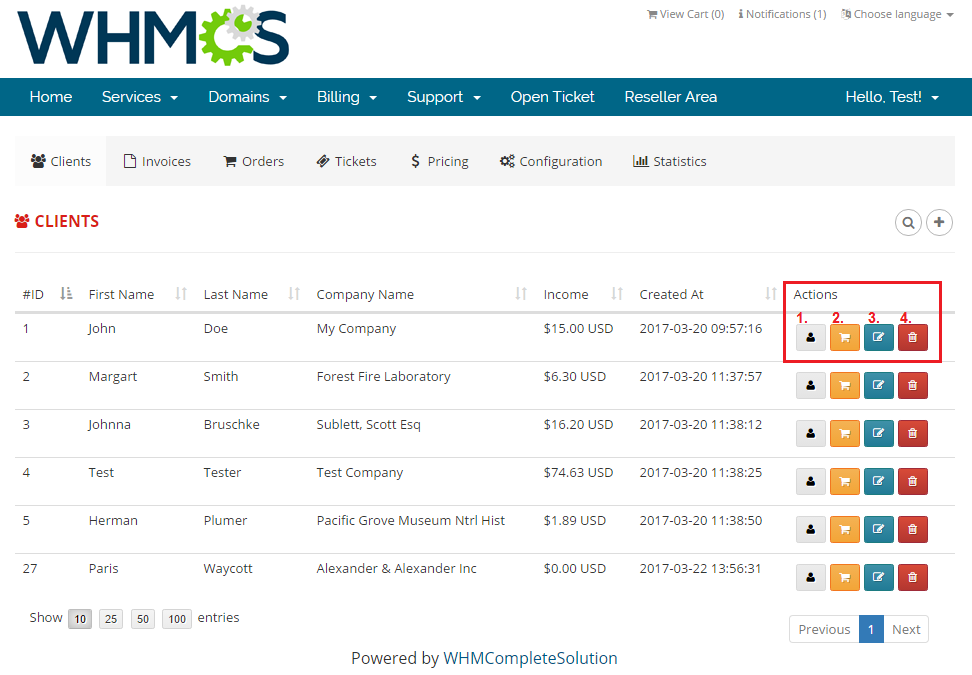 WHMCS
View Cart (0) Notifications (1) Choose language
Home Services Domains Billing Support Open Ticket Reseller Area Hello, Test!
Clients Invoices Orders Tickets Pricing Configuration Statistics
CLIENTS
#ID First Name Last Name Company Name Income Created At Actions
1. 2. 3. 4.
1 John Doe My Company $15.00 USD 2017-03-20 09:57:16
2 Margart Smith Forest Fire Laboratory $6.30 USD 2017-03-20 11:37:57
3 Johnna Bruschke Sublett, Scott Esq $16.20 USD 2017-03-20 11:38:12
4 Test Tester Test Company $74.63 USD 2017-03-20 11:38:25
5 Herman Plumer Pacific Grove Museum Ntrl Hist $1.89 USD 2017-03-20 11:38:50
27 Paris Waycott Alexander & Alexander Inc $0.00 USD 2017-03-22 13:56:31
Show 10 25 50 100 entries
Previous 1 Next
Powered by WHMCompleteSolution